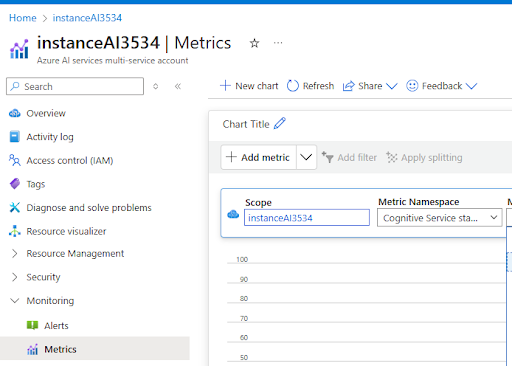 Home > instanceAI3534
instanceAI3534 | Metrics
Azure AI services multi-service account
Search
New chart Refresh Share Feedback
Overview
Activity log
Access control (IAM)
Tags
Diagnose and solve problems
Resource visualizer
Resource Management
Security
Monitoring
Alerts
Metrics
Chart Title
Add metric Add filter Apply splitting
Scope Metric Namespace
instanceAI3534 Cognitive Service sta...
100
90
80
70
60
50